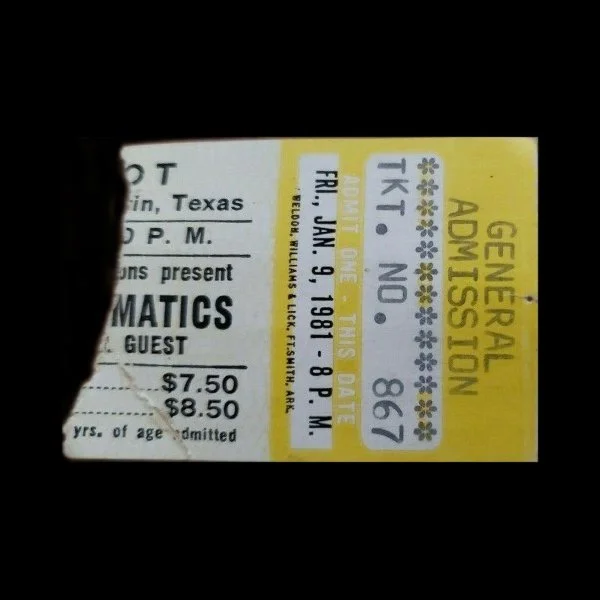 OT
in, Texas
0 P. M.
ons present
MATICS
L GUEST
$7.50
$8.50
yrs. of age admitted
WELDON, WILLIAMS & LICK, FT. SMITH, ARK.
FRI., JAN. 9, 1981 - 8 P. M.
ADMIT ONE - THIS DATE
TKT. NO. 867
GENERAL
ADMISSION